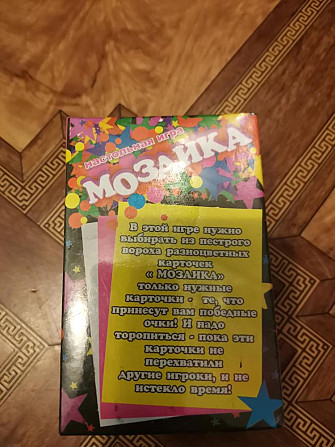 настольная игра
МОЗАИКА
В этой игре нужно
выбирать из пестрого
вороха разноцветных
карточек
« МОЗАИКА»
только нужные
карточки - те, что
принесут вам победные
очки! И надо
торопиться - пока эти
карточки не
перехватили
другие игроки, и не
истекло время!